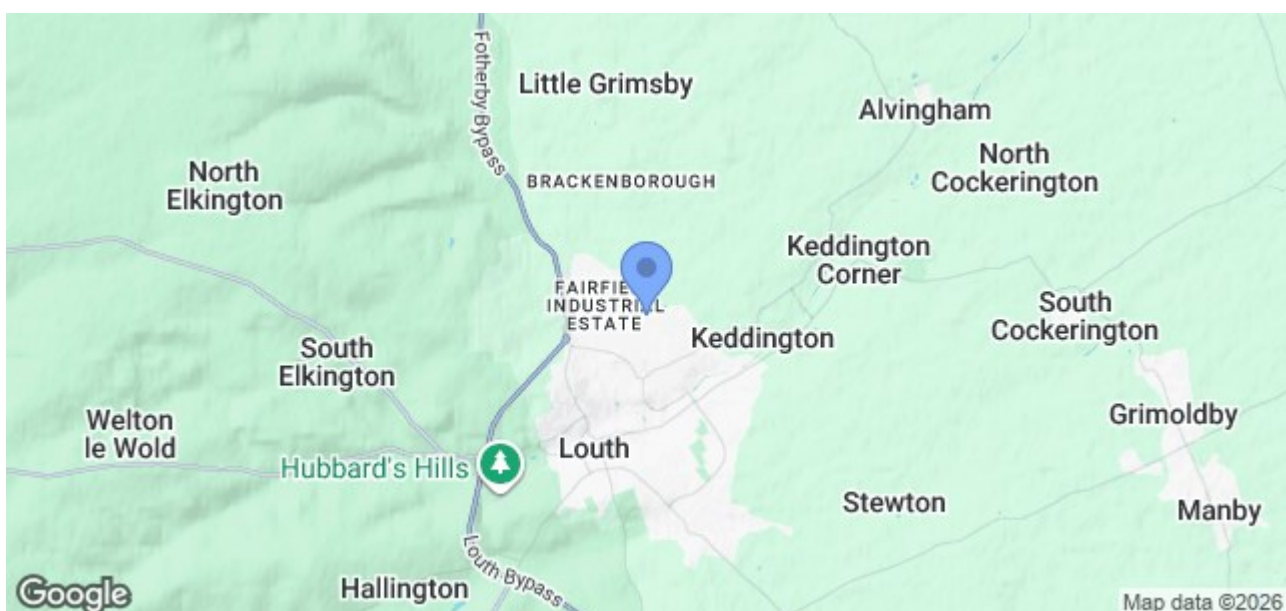 Fotherby Bypass
Little Grimsby
Alvingham
North
Elkington
BRACKENBOROUGH
North
Cockerington
Keddington
Corner
FAIRFIE
INDUSTRIAL
ESTATE
South
Cockerington
Keddington
South
Elkington
Welton
le Wold
Grimoldby
Louth
Hubbard's Hills
Stewton
Manby
Louth Bypass
Hallington
Google
Map data ©2026